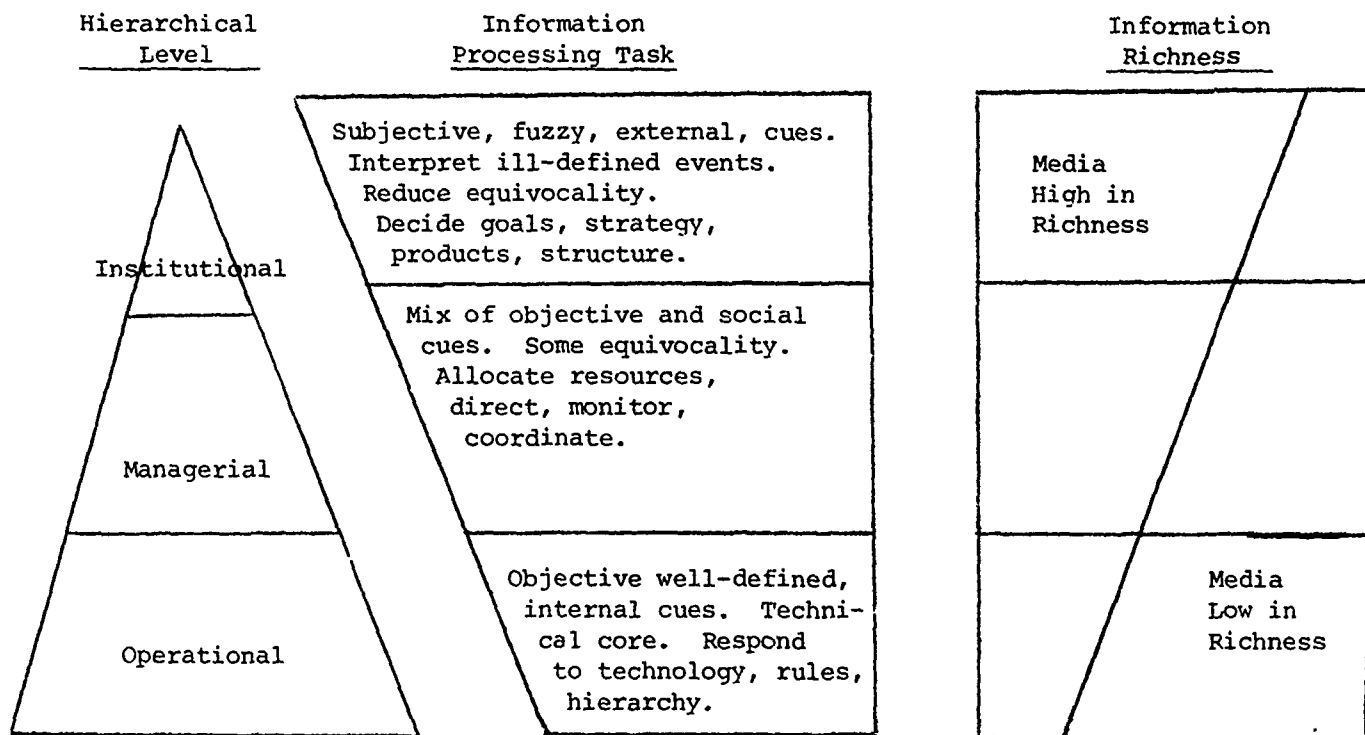 Hierarchical
Level
Information
Processing Task
Information
Richness
Institutional
Managerial
Operational
Subjective, fuzzy, external, cues.
Interpret ill-defined events.
Reduce equivocality.
Decide goals, strategy,
products, structure.
Mix of objective and social
cues. Some equivocality.
Allocate resources,
direct, monitor,
coordinate.
Objective well-defined,
internal cues. Techni-
cal core. Respond
to technology, rules,
hierarchy.
Media
High in
Richness
Media
Low in
Richness